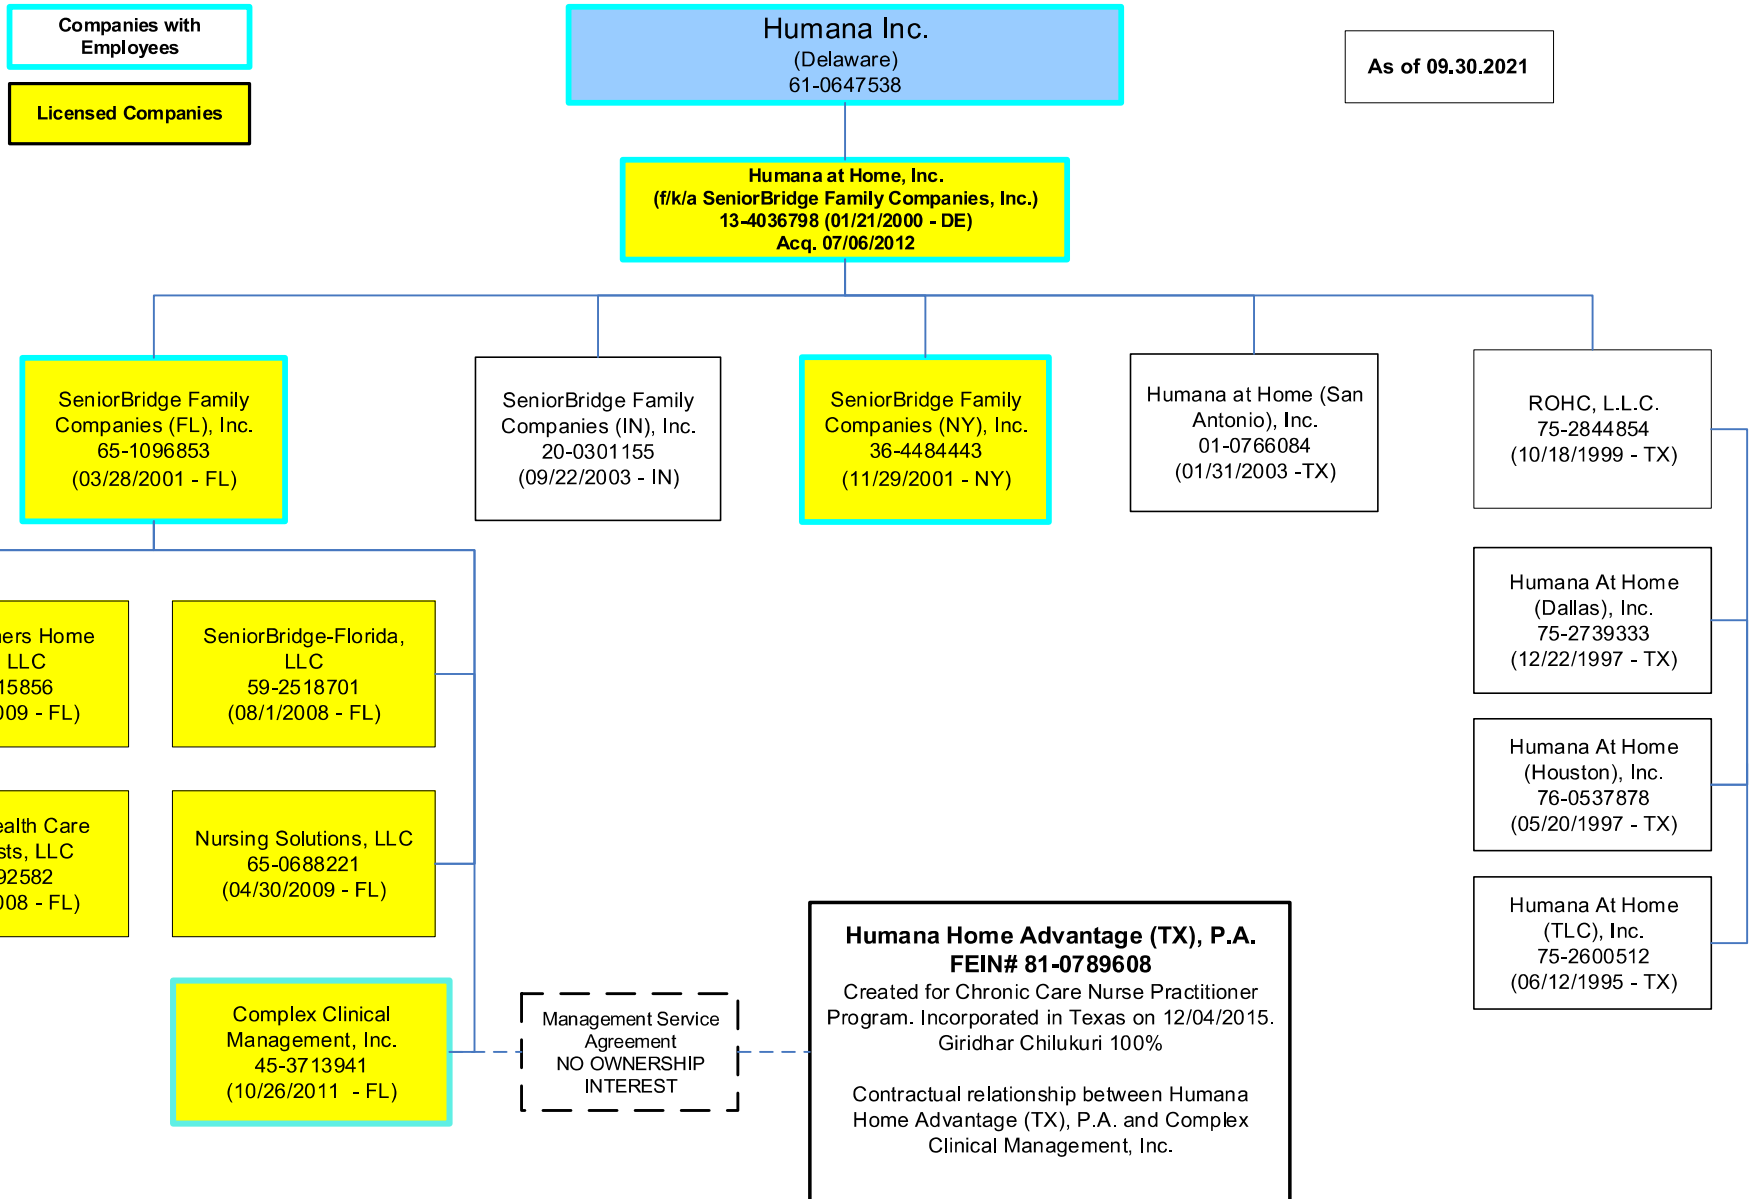 Companies with
Employees
Licensed Companies
Humana Inc.
(Delaware)
61-0647538
As of 09.30.2021
Humana at Home, Inc.
(f/k/a SeniorBridge Family Companies, Inc.)
13-4036798 (01/21/2000 - DE)
Acq. 07/06/2012
SeniorBridge Family
Companies (FL), Inc.
65-1096853
(03/28/2001 - FL)
SeniorBridge Family
Companies (IN), Inc.
20-0301155
(09/22/2003 - IN)
SeniorBridge Family
Companies (NY), Inc.
36-4484443
(11/29/2001 - NY)
Humana at Home (San
Antonio), Inc.
01-0766084
(01/31/2003 -TX)
ROHC, L.L.C.
75-2844854
(10/18/1999 - TX)
Humana At Home
(Dallas), Inc.
75-2739333
(12/22/1997 - TX)
Humana At Home
(Houston), Inc.
76-0537878
(05/20/1997 - TX)
Humana At Home
(TLC), Inc.
75-2600512
(06/12/1995 - TX)
Home
LLC
15856
- FL)
SeniorBridge-Florida,
LLC
59-2518701
(08/1/2008 - FL)
Care
LLC
92582
- FL)
Nursing Solutions, LLC
65-0688221
(04/30/2009 - FL)
Complex Clinical
Management, Inc.
45-3713941
(10/26/2011 - FL)
Management Service
Agreement
NO OWNERSHIP
INTEREST
Humana Home Advantage (TX), P.A.
FEIN# 81-0789608
Created for Chronic Care Nurse Practitioner
Program. Incorporated in Texas on 12/04/2015.
Giridhar Chilukuri 100%
Contractual relationship between Humana
Home Advantage (TX), P.A. and Complex
Clinical Management, Inc.